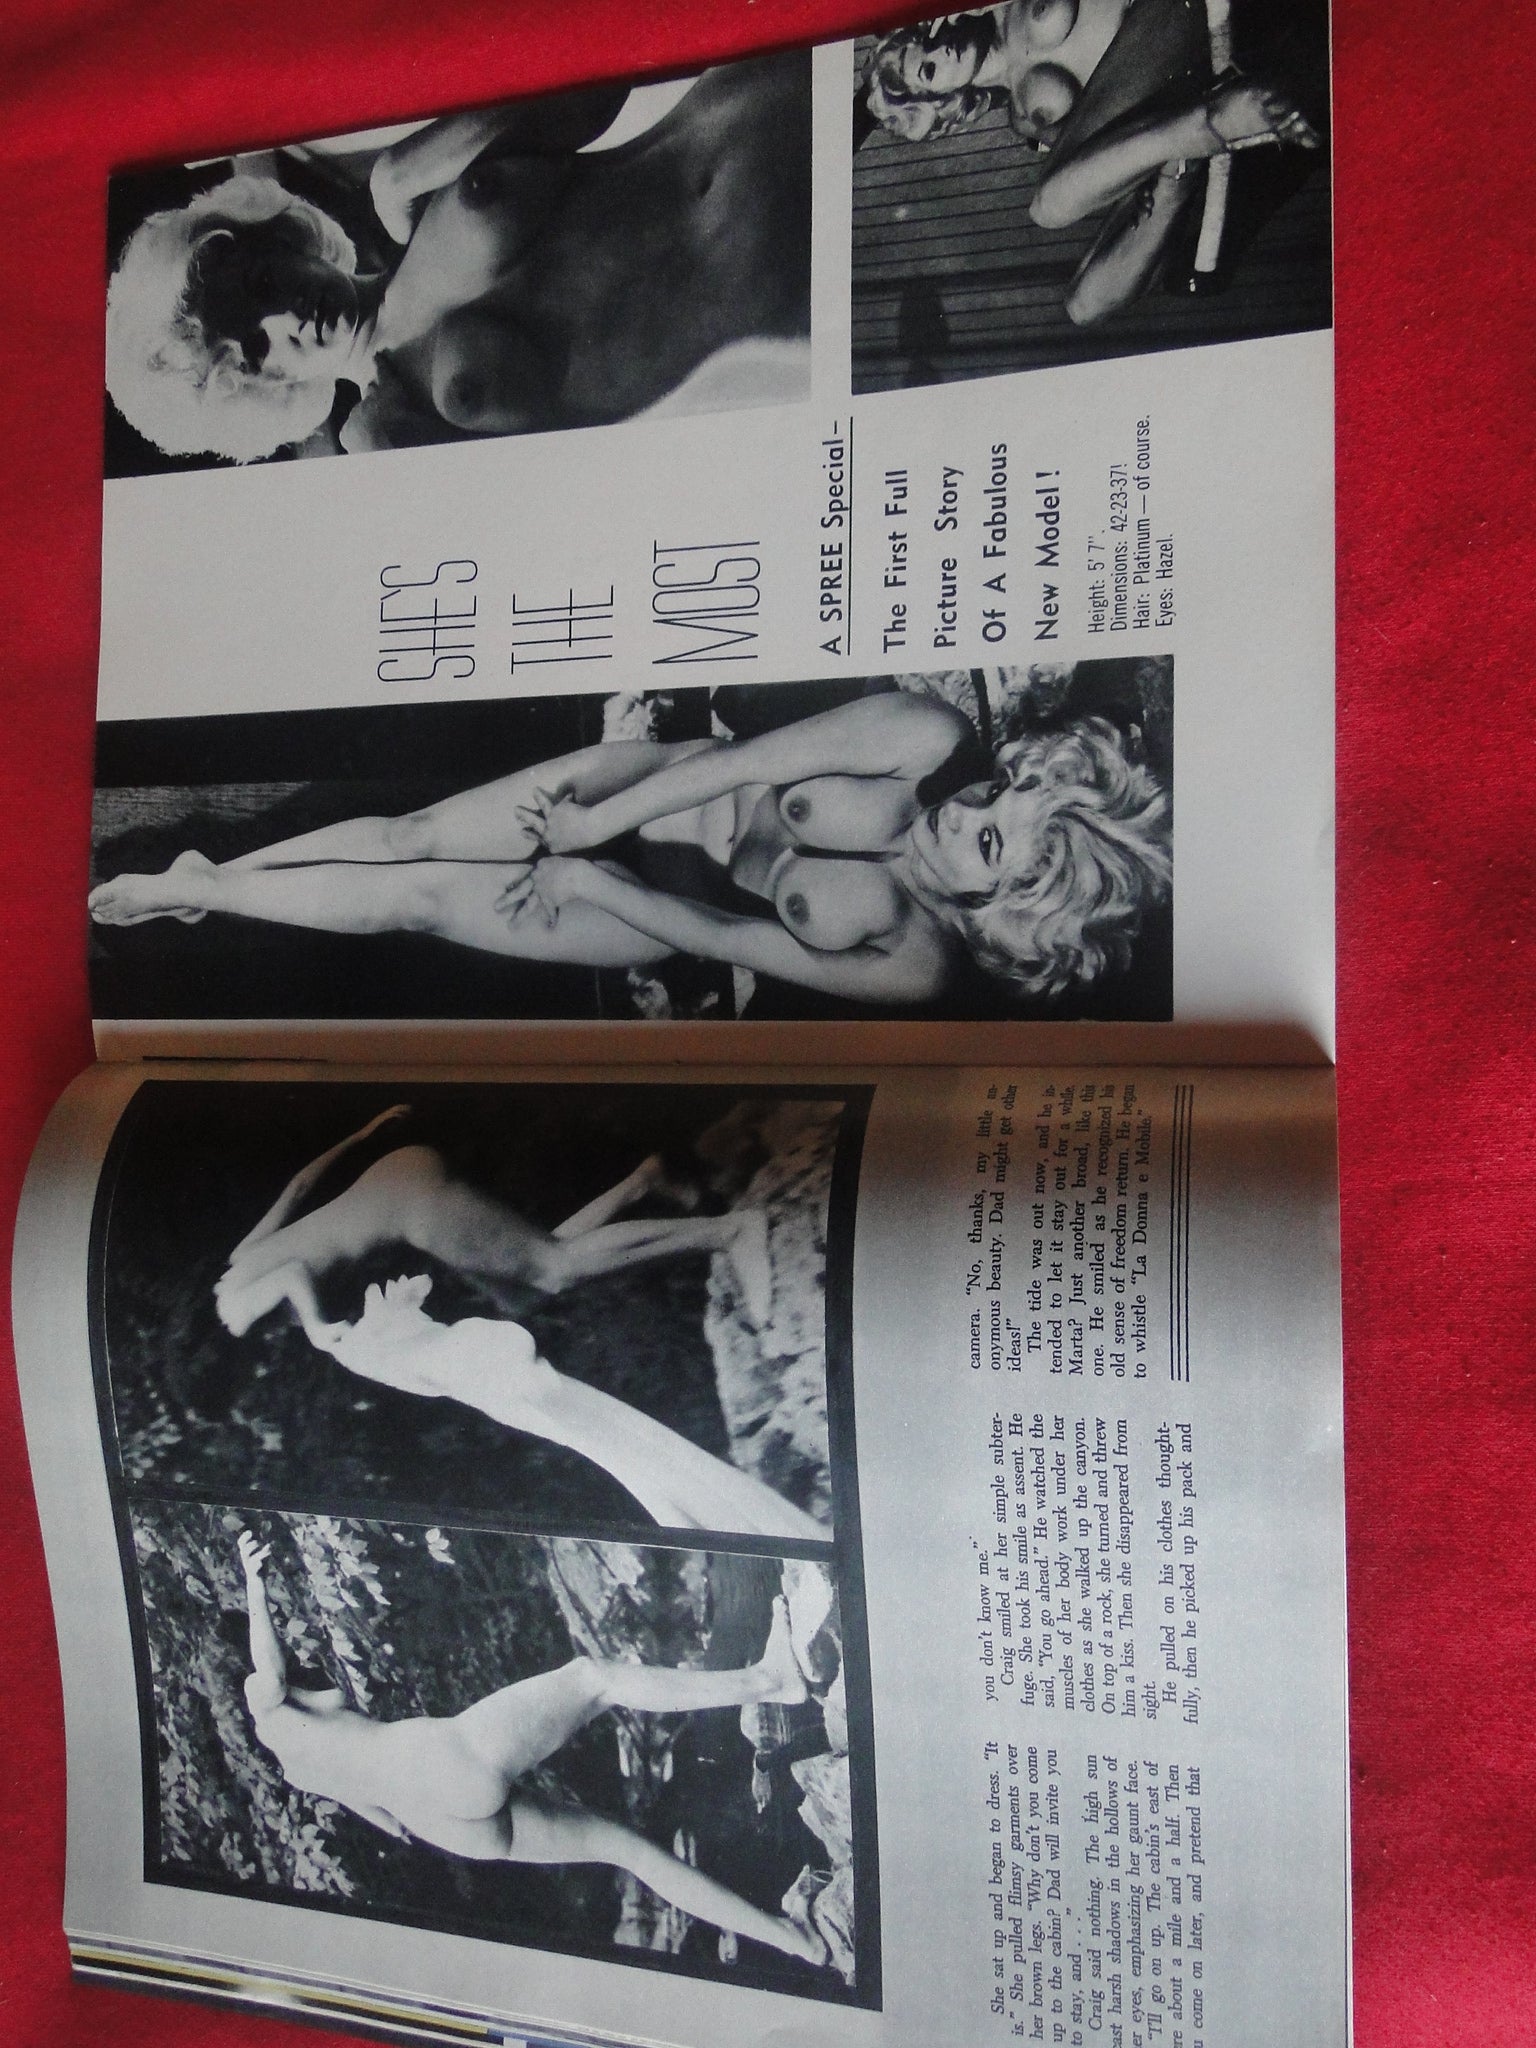 She sat up and began to dress. "It
is." She pulled flimsy garments over
her brown legs. "Why don't you come
up to the cabin? Dad will invite you
to stay, and . . . ."
Craig said nothing. The high sun
cast harsh shadows in the hollows of
er eyes, emphasizing her gaunt face.
"I'll go on up. The cabin's east of
re about a mile and a half. Then
u come on later, and pretend that
you don't know me."
Craig smiled at her simple subter-
fuge. She took his smile as assent. He
said, "You go ahead." He watched the
muscles of her body work under her
clothes as she walked up the canyon.
On top of a rock, she turned and threw
him a kiss. Then she disappeared from
sight.
He pulled on his clothes thought-
fully, then he picked up his pack and
camera. "No, thanks, my little an-
onymous beauty. Dad might get other
ideas!"
The tide was out now, and he in-
tended to let it stay out for a while.
Marta? Just another broad, like this
one. He smiled as he recognized his
old sense of freedom return. He began
to whistle "La Donna e Mobile."
SHE'S
THE
MOST
A SPREE Special–
The First Full
Picture Story
Of A Fabulous
New Model!
Height: 5' 7".
Dimensions: 42-23-37!
Hair: Platinum — of course.
Eyes: Hazel.